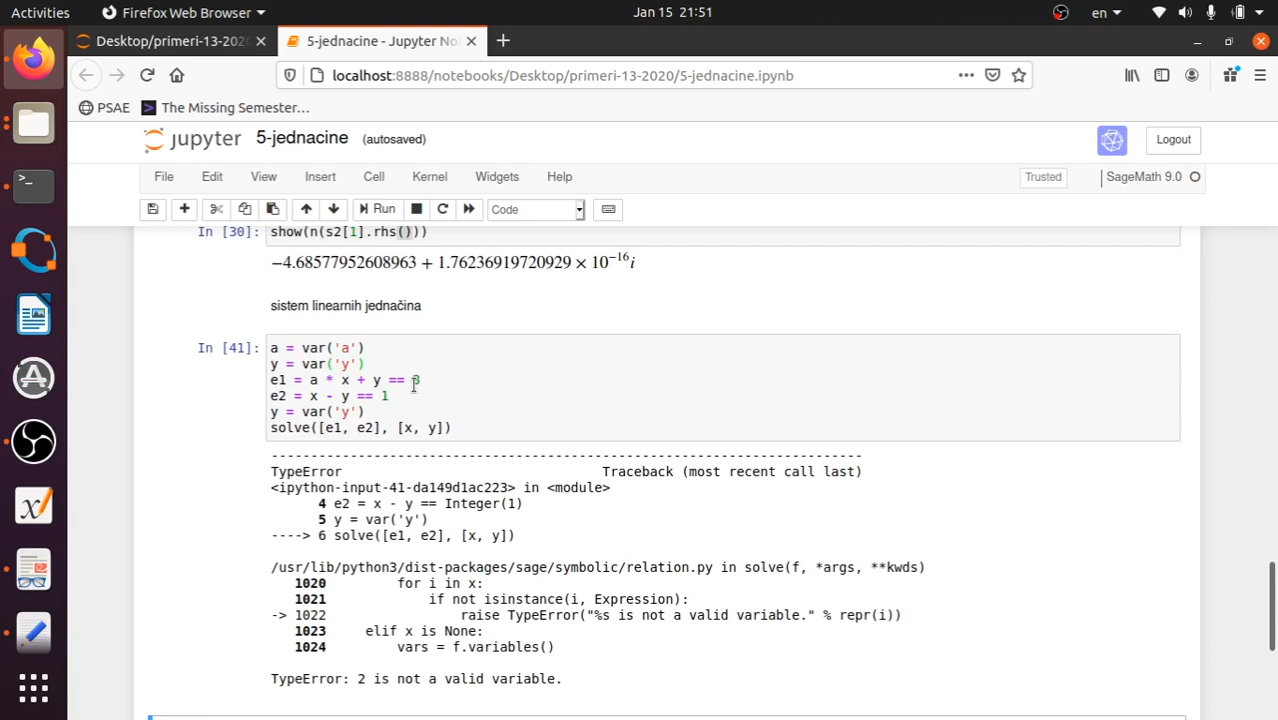 Activities Firefox Web Browser Jan 15 21:51 en
Desktop/primeri-13-202 5-jednacine - Jupyter No
localhost:8888/notebooks/Desktop/primeri-13-2020/5-jednacine.ipynb
PSAE The Missing Semester…
jupyter 5-jednacine (autosaved) Logout
File Edit View Insert Cell Kernel Widgets Help Trusted SageMath 9.0
Run Code
In [30]: show(n(s2[1].rhs()))
−4.68577952608963 + 1.76236919720929 × 10⁻¹⁶i
sistem linearnih jednačina
In [41]: a = var('a')
y = var('y')
e1 = a * x + y == 3
e2 = x - y == 1
y = var('y')
solve([e1, e2], [x, y])
---------------------------------------------------------------------------
TypeError Traceback (most recent call last)
<ipython-input-41-da149d1ac223> in <module>
4 e2 = x - y == Integer(1)
5 y = var('y')
----> 6 solve([e1, e2], [x, y])
/usr/lib/python3/dist-packages/sage/symbolic/relation.py in solve(f, *args, **kwds)
1020 for i in x:
1021 if not isinstance(i, Expression):
-> 1022 raise TypeError("%s is not a valid variable." % repr(i))
1023 elif x is None:
1024 vars = f.variables()
TypeError: 2 is not a valid variable.